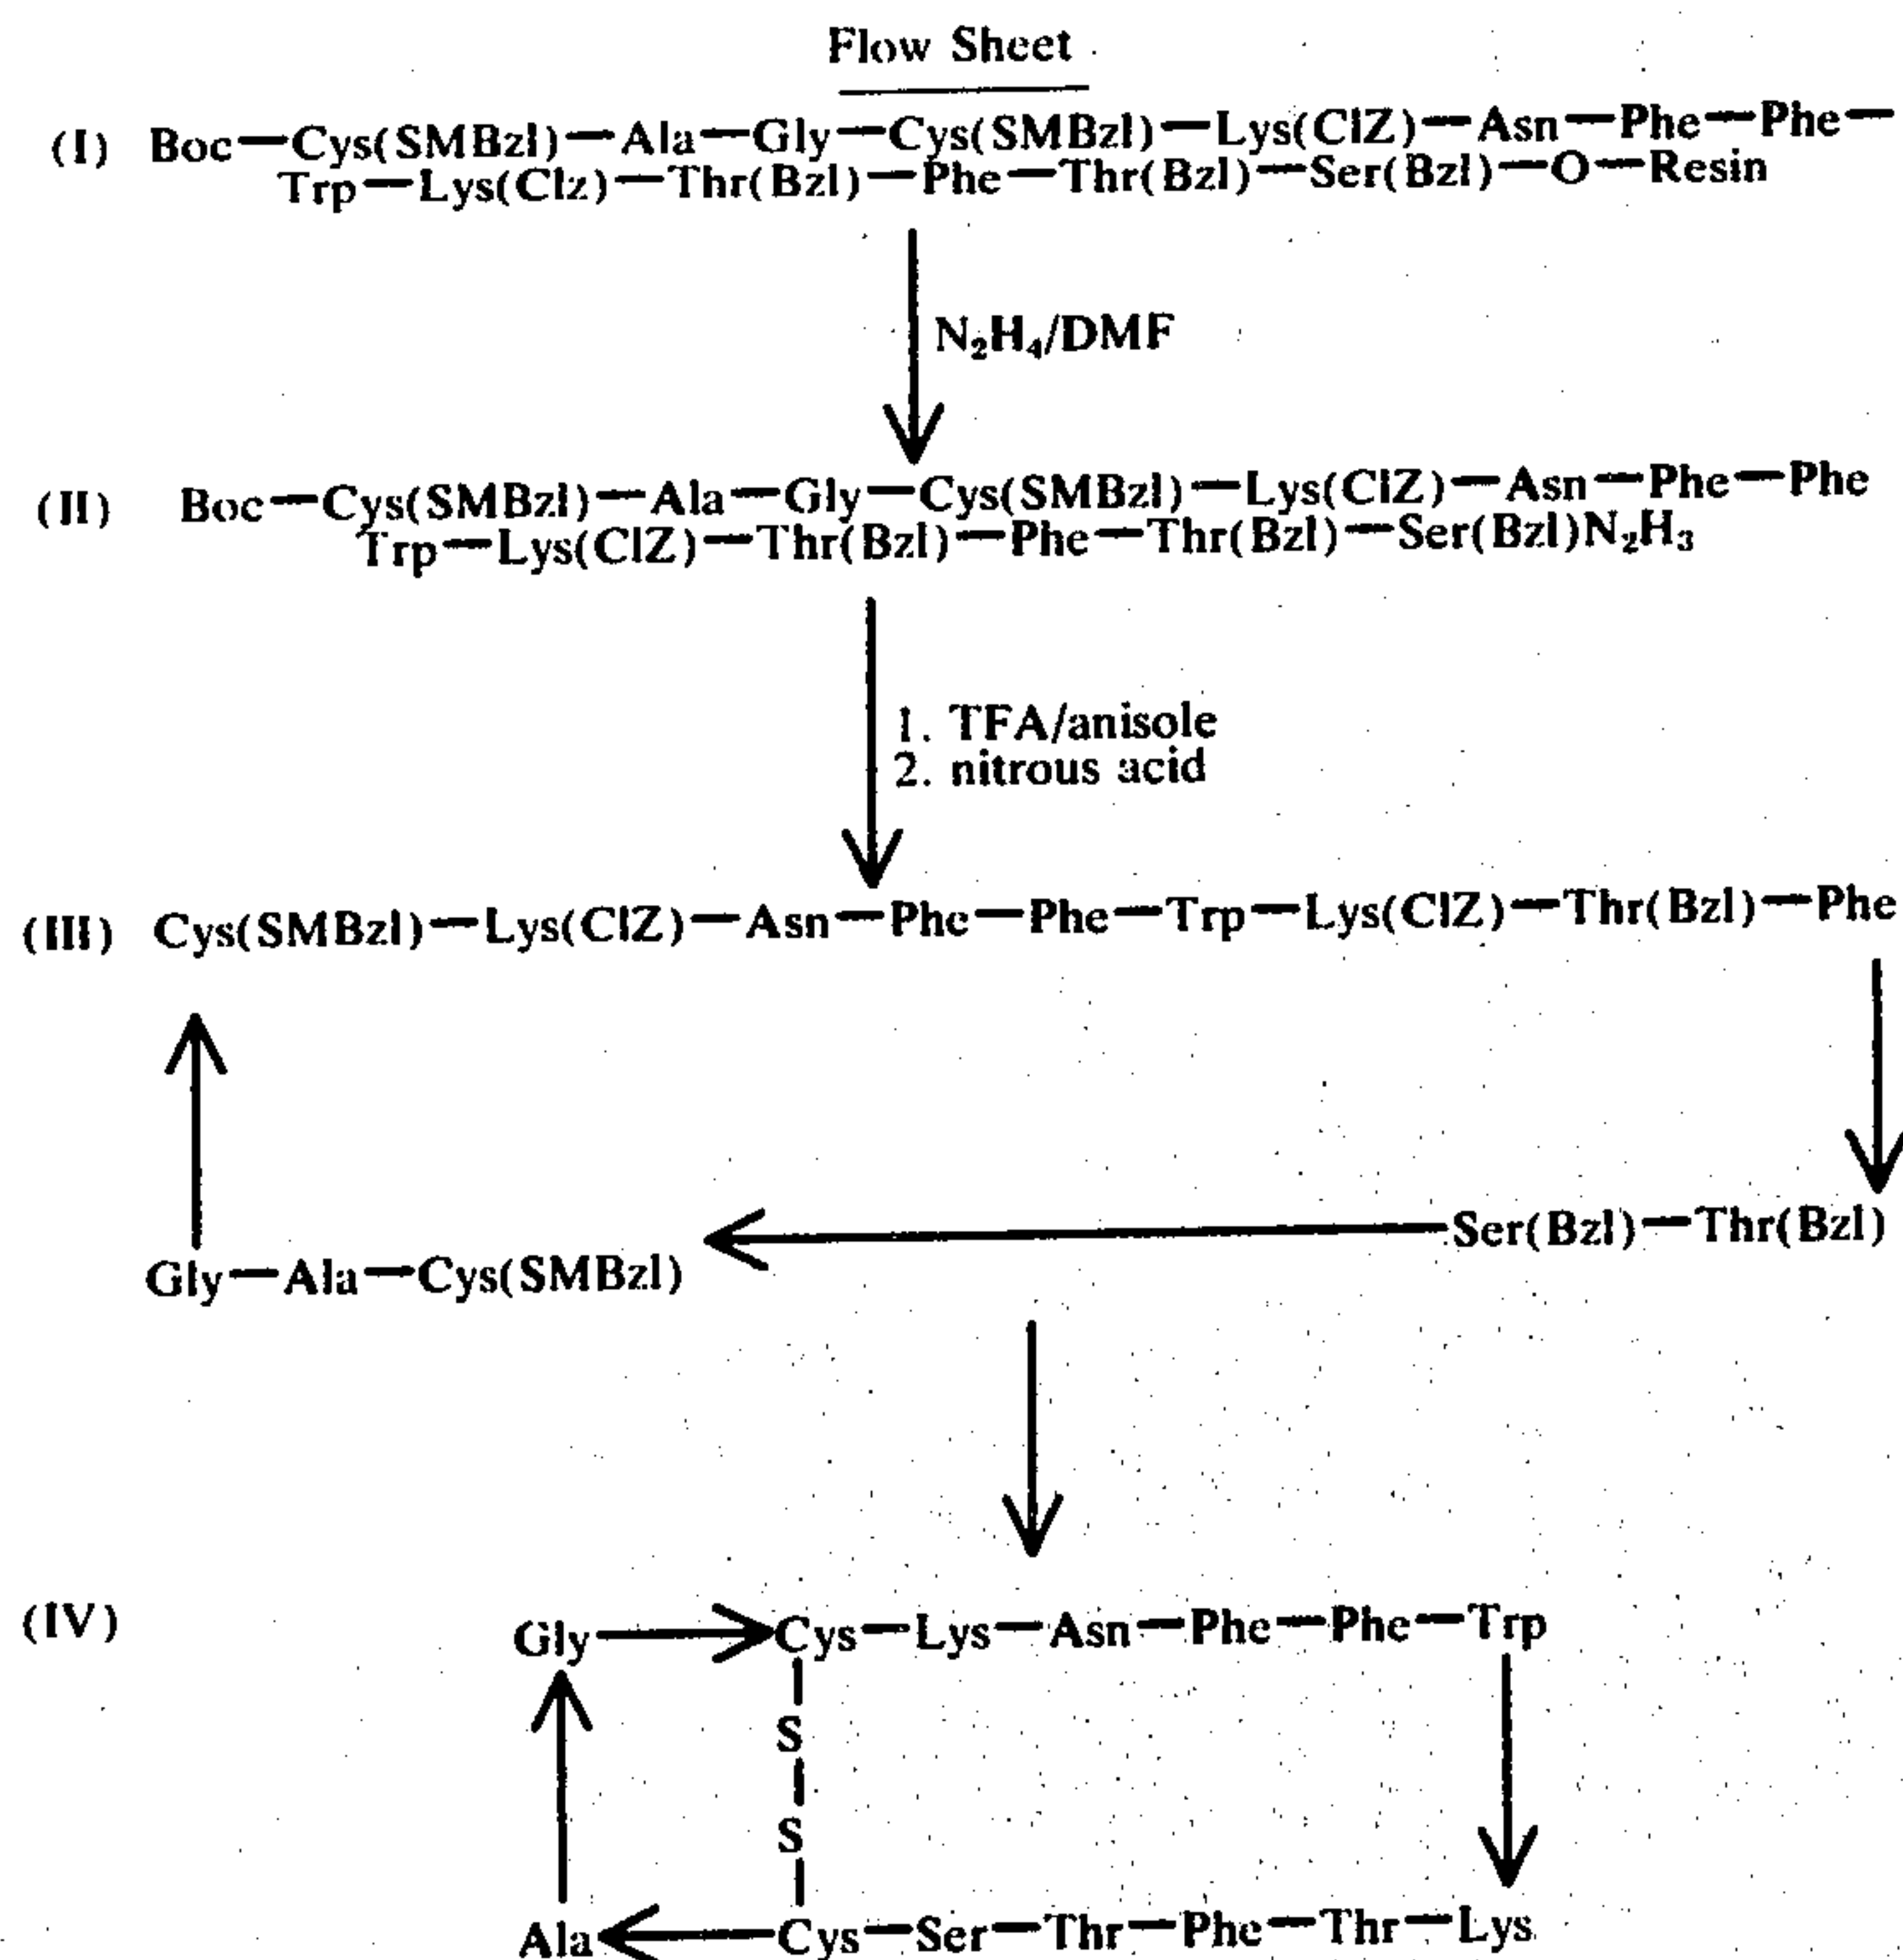 Flow Sheet
(I) Boc—Cys(SMBzl)—Ala—Gly—Cys(SMBzl)—Lys(ClZ)—Asn—Phe—Phe—
Trp—Lys(Clz)—Thr(Bzl)—Phe—Thr(Bzl)—Ser(Bzl)—O—Resin
N₂H₄/DMF
(II) Boc—Cys(SMBzl)—Ala—Gly—Cys(SMBzl)—Lys(ClZ)—Asn—Phe—Phe
Trp—Lys(ClZ)—Thr(Bzl)—Phe—Thr(Bzl)—Ser(Bzl)N₂H₃
1. TFA/anisole
2. nitrous acid
(III) Cys(SMBzl)—Lys(ClZ)—Asn—Phe—Phe—Trp—Lys(ClZ)—Thr(Bzl)—Phe
Ser(Bzl)—Thr(Bzl)
Gly—Ala—Cys(SMBzl)
(IV) Gly Cys—Lys—Asn—Phe—Phe—Trp
S
S
Ala Cys—Ser—Thr—Phe—Thr—Lys